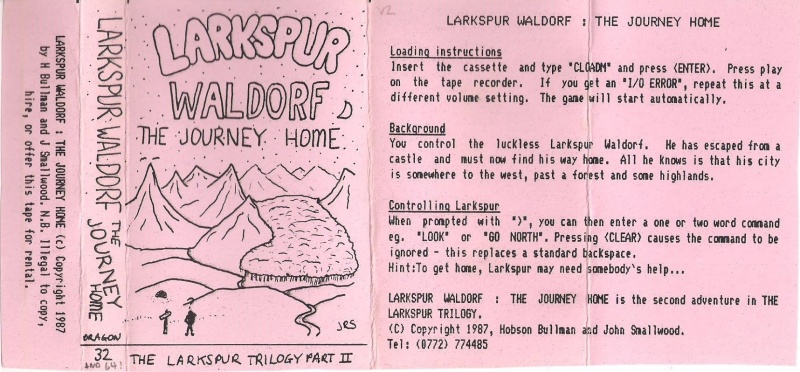 LARKSPUR WALDORF : THE JOURNEY HOME (c) Copyright 1987
by H Bullman and J Smallwood. N.B. Illegal to copy,
hire, or offer this tape for rental.
LARKSPUR WALDORF THE JOURNEY HOME
DRAGON
32
AND 64!
LARKSPUR
WALDORF
THE JOURNEY HOME
JRS
THE LARKSPUR TRILOGY PART II
V2
LARKSPUR WALDORF : THE JOURNEY HOME
Loading instructions
Insert the cassette and type "CLOADM" and press <ENTER>. Press play
on the tape recorder. If you get an "I/O ERROR", repeat this at a
different volume setting. The game will start automatically.
Background
You control the luckless Larkspur Waldorf. He has escaped from a
castle and must now find his way home. All he knows is that his city
is somewhere to the west, past a forest and some highlands.
Controlling Larkspur
When prompted with ">", you can then enter a one or two word command
eg. "LOOK" or "GO NORTH". Pressing <CLEAR> causes the command to be
ignored - this replaces a standard backspace.
Hint:To get home, Larkspur may need somebody's help...
LARKSPUR WALDORF : THE JOURNEY HOME is the second adventure in THE
LARKSPUR TRILOGY.
(C) Copyright 1987, Hobson Bullman and John Smallwood.
Tel: (0772) 774485